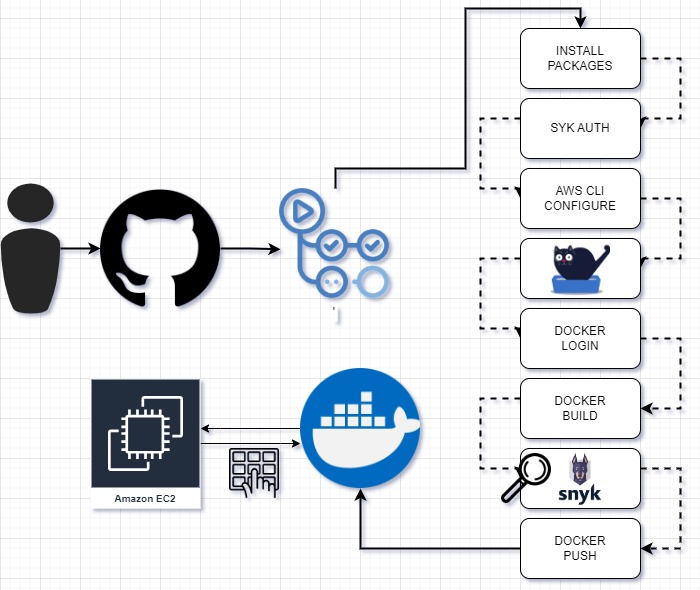 INSTALL
PACKAGES
SYK AUTH
AWS CLI
CONFIGURE
DOCKER
LOGIN
DOCKER
BUILD
snyk
DOCKER
PUSH
Amazon EC2